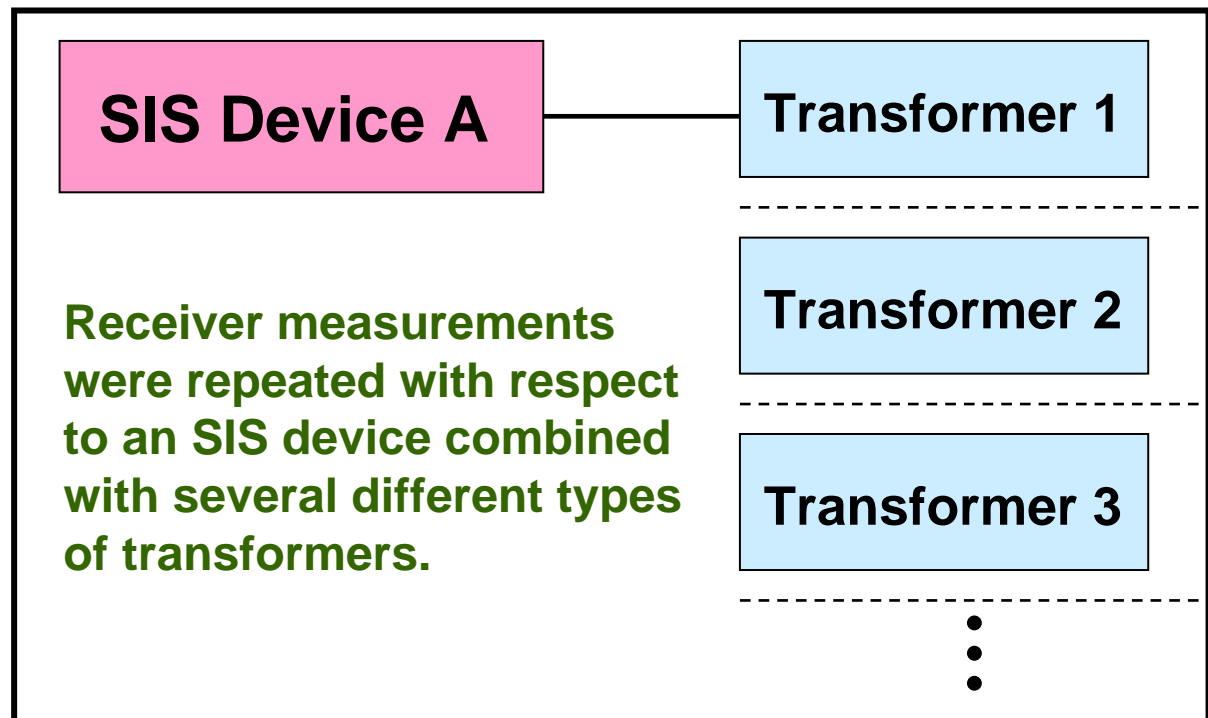 SIS Device A
Transformer 1
Transformer 2
Transformer 3
Receiver measurements
were repeated with respect
to an SIS device combined
with several different types
of transformers.